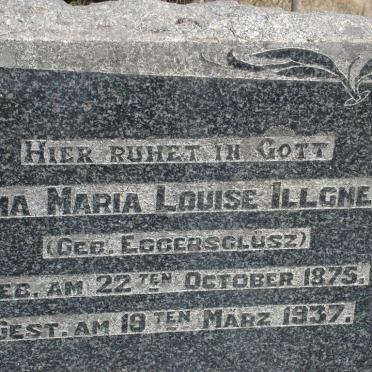 HIER RUHET IN GOTT
MA MARIA LOUISE ILLGNE
(GEB. EGGERSGLÜSZ)
EB. AM 22TEN OCTOBER 1875.
GEST. AM 19TEN MÄRZ 1937.